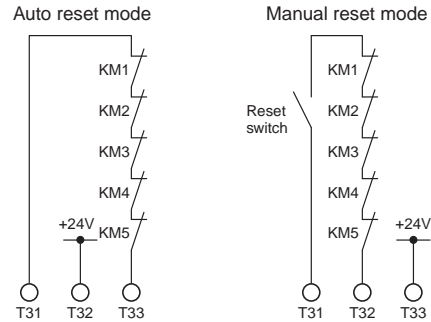 Auto reset mode
KM1
KM2
KM3
KM4
KM5
+24V
T31 T32 T33
Manual reset mode
Reset
switch
KM1
KM2
KM3
KM4
KM5
+24V
T31 T32 T33